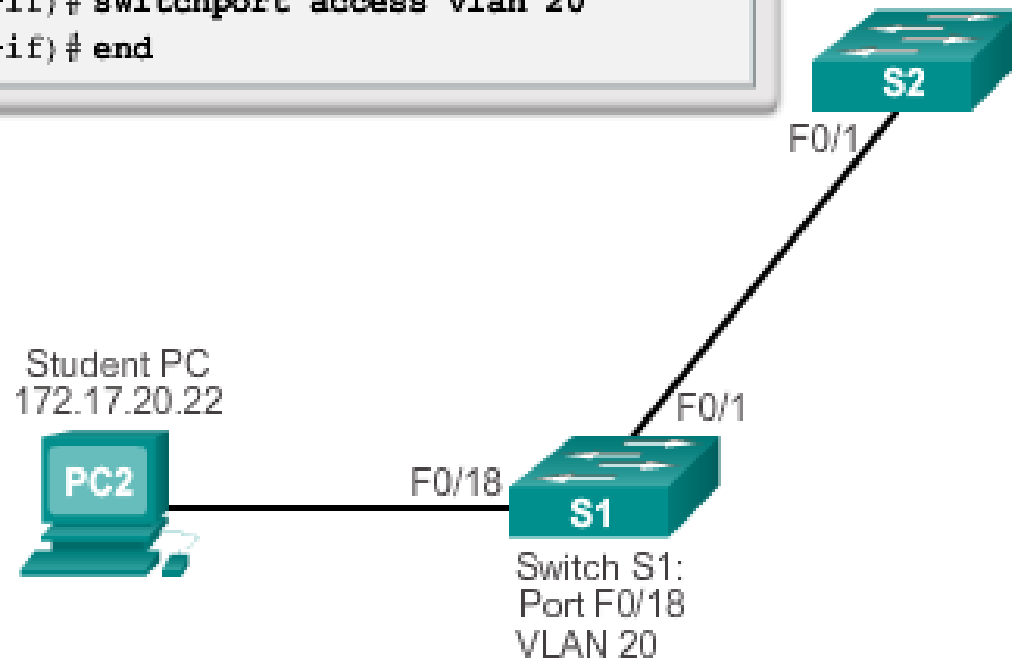 -if)# switchport access vlan 20
-if)# end
S2
F0/1
Student PC
172.17.20.22
F0/1
PC2
F0/18
S1
Switch S1:
Port F0/18
VLAN 20